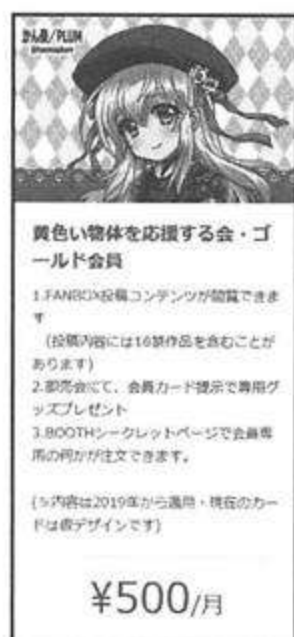 /PLUM
黄色い物体を応援する会・ゴ
ールド会員
1.FANBOX投稿コンテンツが閲覧できま
す
(投稿内容には16禁作品を含むことが
あります)
2.即売会にて、会員カード提示で専用グ
ッズプレゼント
3.BOOTHシークレットページで会員専
用の何かが注文できます。
(※内容は2019年から適用・現在のカー
ドは仮デザインです)
¥500/月